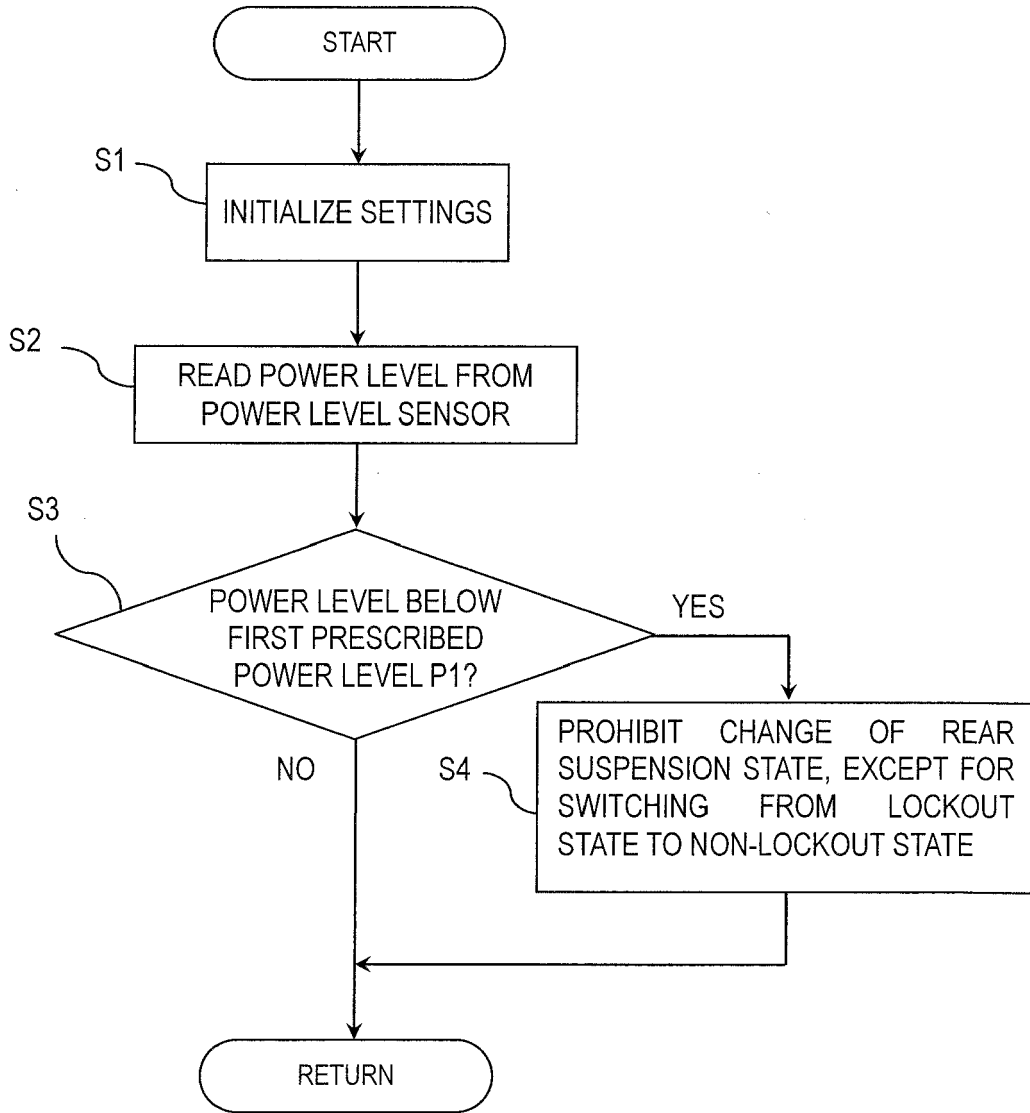 START
S1
INITIALIZE SETTINGS
S2
READ POWER LEVEL FROM
POWER LEVEL SENSOR
S3
POWER LEVEL BELOW
FIRST PRESCRIBED
POWER LEVEL P1?
YES
NO
S4
PROHIBIT CHANGE OF REAR
SUSPENSION STATE, EXCEPT FOR
SWITCHING FROM LOCKOUT
STATE TO NON-LOCKOUT STATE
RETURN